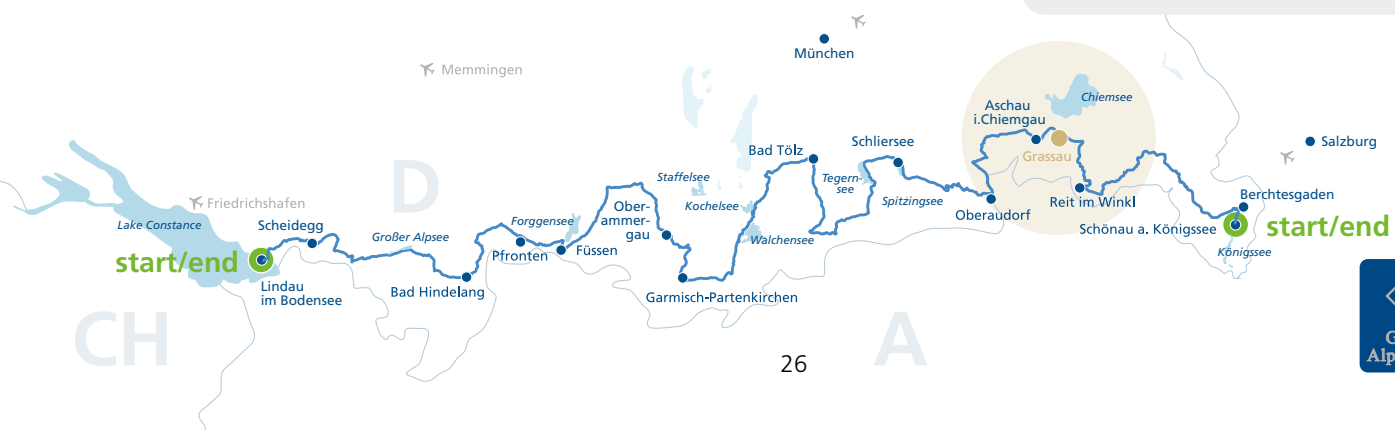 München
Memmingen
Chiemsee
Aschau
i.Chiemgau
Schliersee
Salzburg
Bad Tölz
Grassau
Staffelsee
Tegern-
see
D
Berchtesgaden
Friedrichshafen
Kochelsee
Spitzingsee
Reit im Winkl
Ober-
ammer-
gau
Oberaudorf
Lake Constance
Scheidegg
Forggensee
Schönau a. Königssee
start/end
Großer Alpsee
Walchensee
Füssen
Pfronten
Königssee
start/end
Lindau
im Bodensee
Bad Hindelang
Garmisch-Partenkirchen
CH
A
26
G
Alp